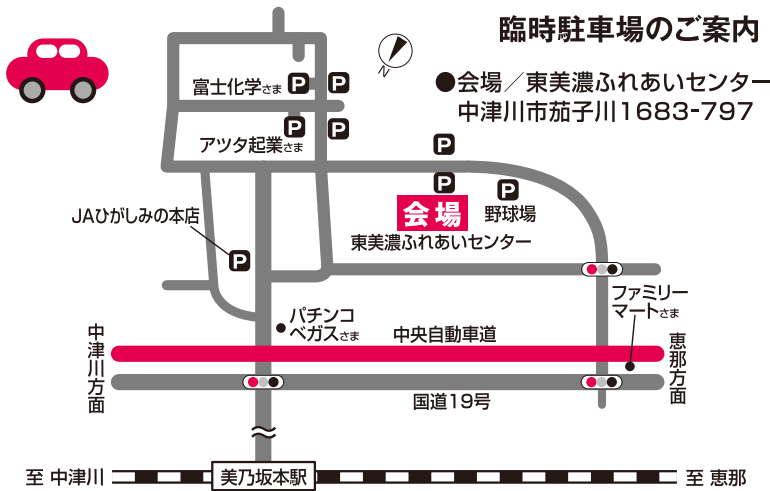 臨時駐車場のご案内
●会場／東美濃ふれあいセンター
中津川市茄子川1683-797
N
富士化学さま
P
P
アツタ起業さま
P
P
P
P
P
会場
野球場
東美濃ふれあいセンター
JAひがしみの本店
P
ファミリー
マートさま
パチンコ
ベガスさま
中央自動車道
中津川方面
恵那方面
国道19号
至 中津川
美乃坂本駅
至 恵那